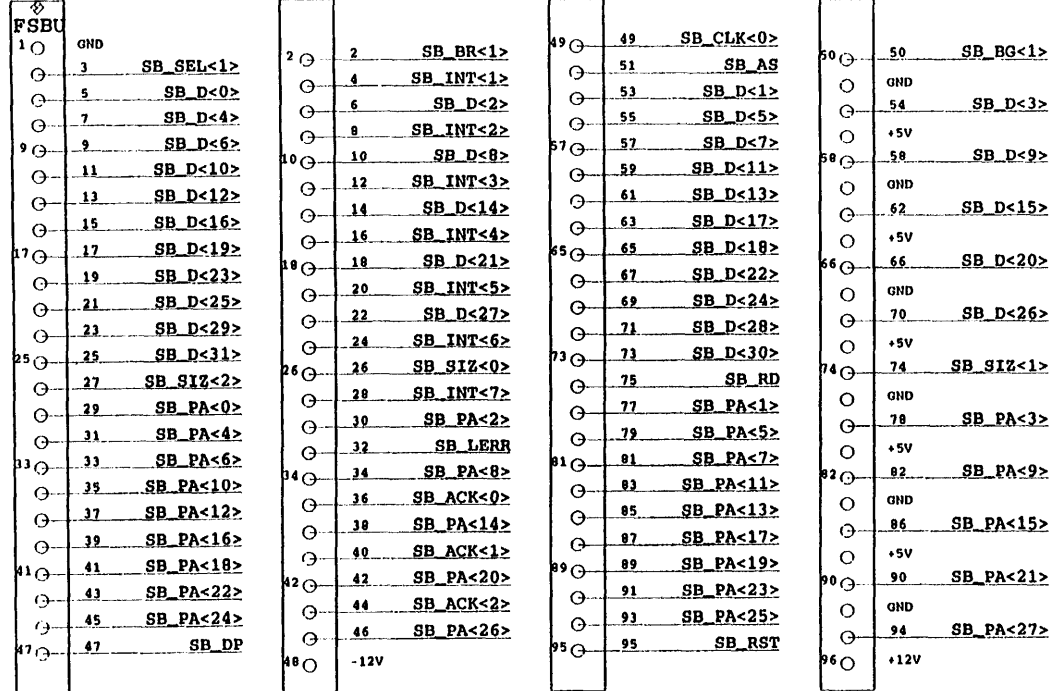 FSBU
1 GND
3 SB_SEL<1>
5 SB_D<0>
7 SB_D<4>
9 9 SB_D<6>
11 SB_D<10>
13 SB_D<12>
15 SB_D<16>
17 17 SB_D<19>
19 SB_D<23>
21 SB_D<25>
23 SB_D<29>
25 25 SB_D<31>
27 SB_SIZ<2>
29 SB_PA<0>
31 SB_PA<4>
33 33 SB_PA<6>
35 SB_PA<10>
37 SB_PA<12>
39 SB_PA<16>
41 41 SB_PA<18>
43 SB_PA<22>
45 SB_PA<24>
47 47 SB_DP
2 2 SB_BR<1>
4 SB_INT<1>
6 SB_D<2>
8 SB_INT<2>
10 10 SB_D<8>
12 SB_INT<3>
14 SB_D<14>
16 SB_INT<4>
18 18 SB_D<21>
20 SB_INT<5>
22 SB_D<27>
24 SB_INT<6>
26 26 SB_SIZ<0>
28 SB_INT<7>
30 SB_PA<2>
32 SB_LERR
34 34 SB_PA<8>
36 SB_ACK<0>
38 SB_PA<14>
40 SB_ACK<1>
42 42 SB_PA<20>
44 SB_ACK<2>
46 SB_PA<26>
48 -12V
49 49 SB_CLK<0>
51 SB_AS
53 SB_D<1>
55 SB_D<5>
57 57 SB_D<7>
59 SB_D<11>
61 SB_D<13>
63 SB_D<17>
65 65 SB_D<18>
67 SB_D<22>
69 SB_D<24>
71 SB_D<28>
73 73 SB_D<30>
75 SB_RD
77 SB_PA<1>
79 SB_PA<5>
81 81 SB_PA<7>
83 SB_PA<11>
85 SB_PA<13>
87 SB_PA<17>
89 89 SB_PA<19>
91 SB_PA<23>
93 SB_PA<25>
95 95 SB_RST
50 50 SB_BG<1>
GND
54 SB_D<3>
+5V
58 58 SB_D<9>
GND
62 SB_D<15>
+5V
66 66 SB_D<20>
GND
70 SB_D<26>
+5V
74 74 SB_SIZ<1>
GND
78 SB_PA<3>
+5V
82 82 SB_PA<9>
GND
86 SB_PA<15>
+5V
90 90 SB_PA<21>
GND
94 SB_PA<27>
96 +12V